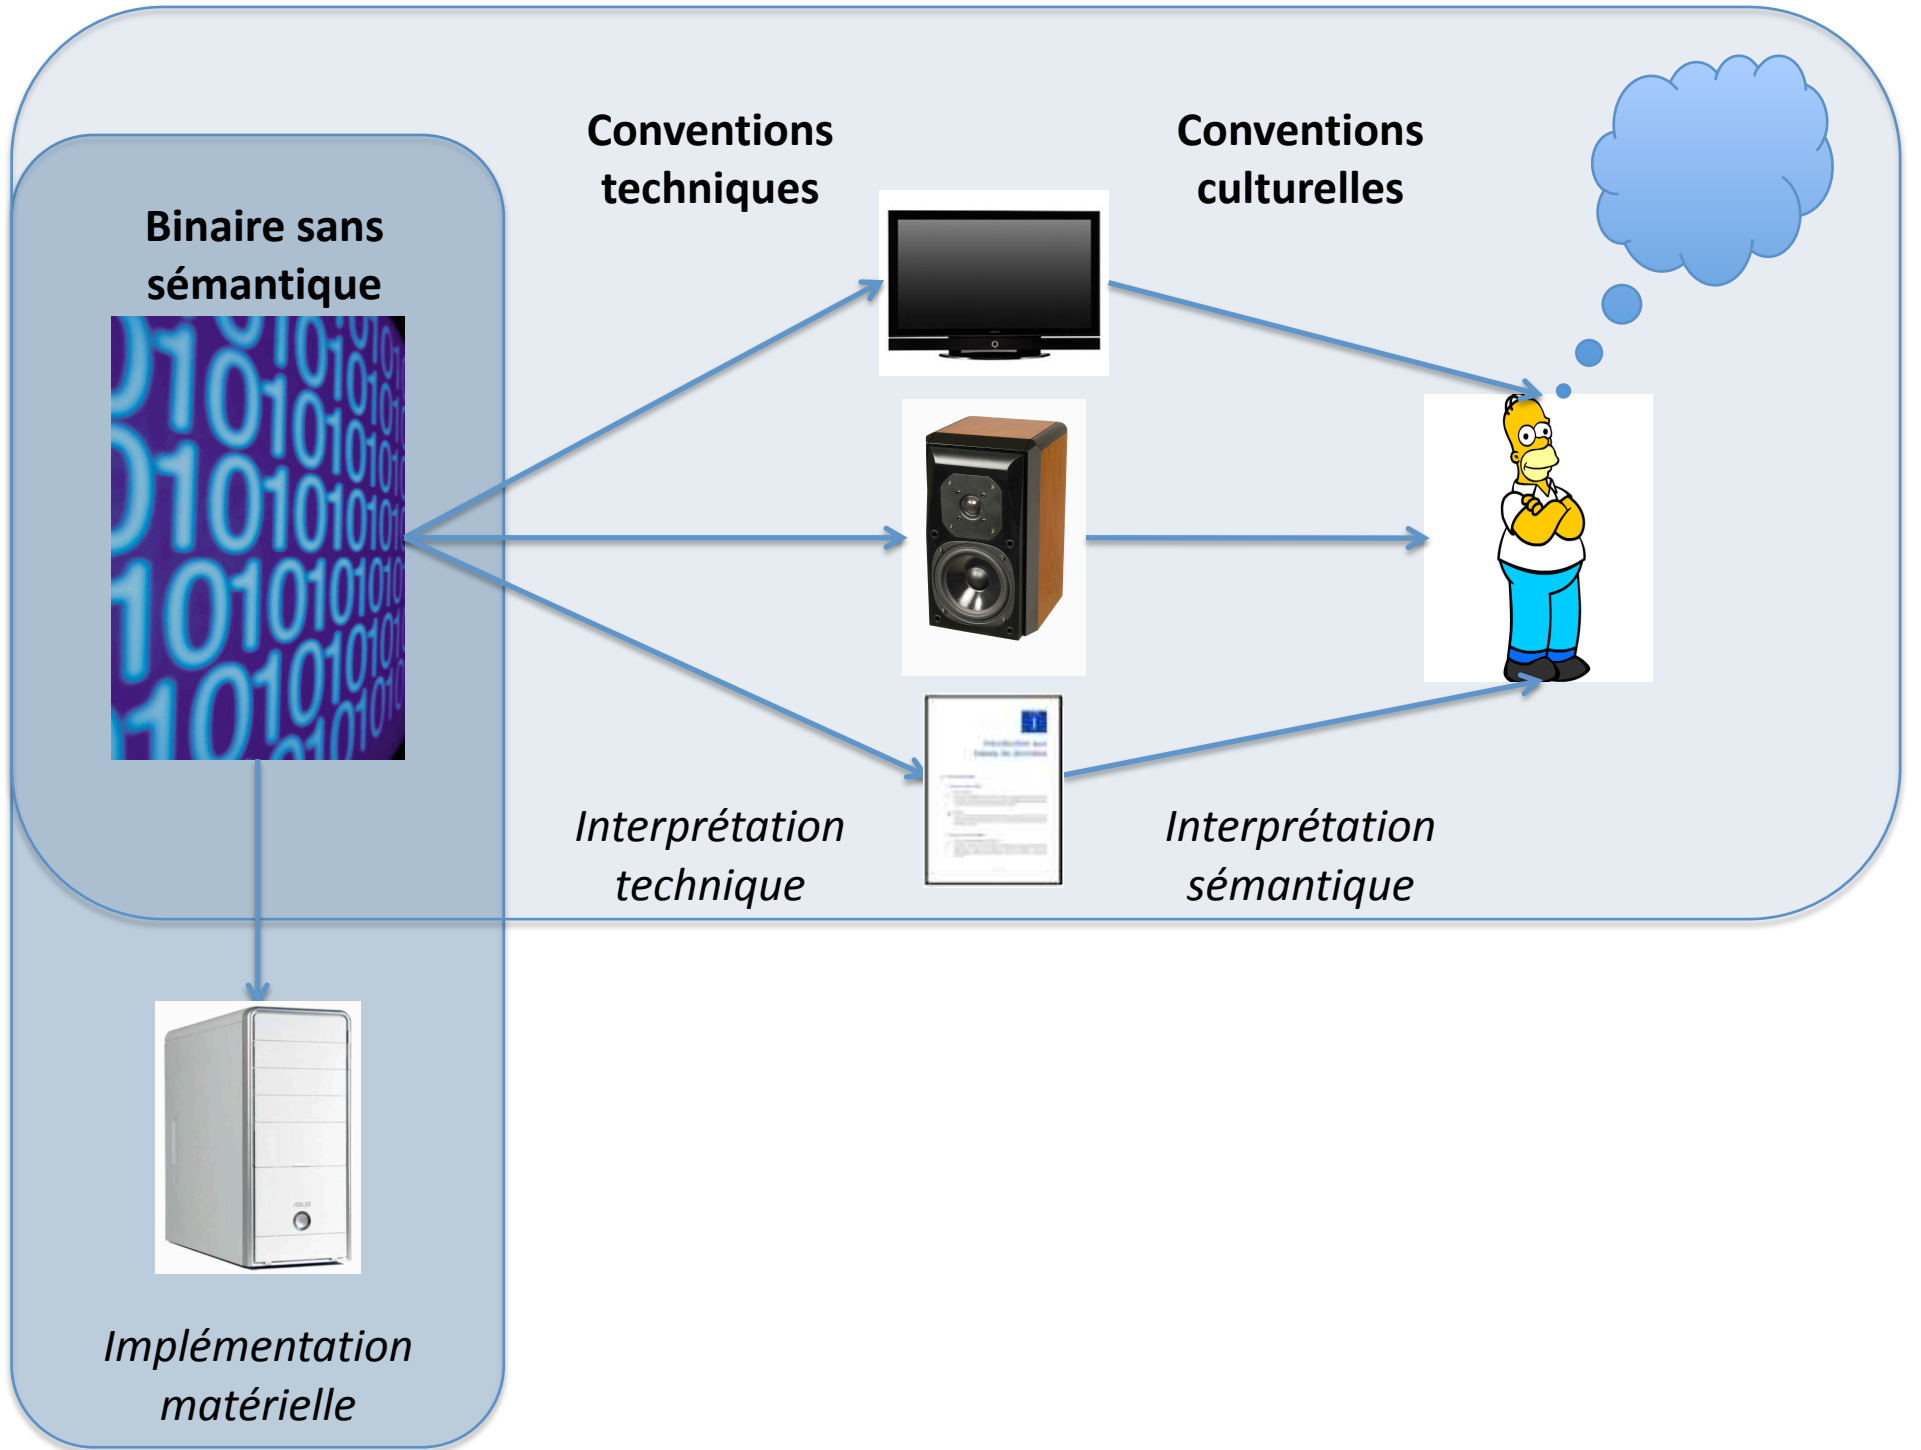 Conventions
techniques
Conventions
culturelles
Binaire sans
sémantique
Interprétation
technique
Interprétation
sémantique
Implémentation
matérielle